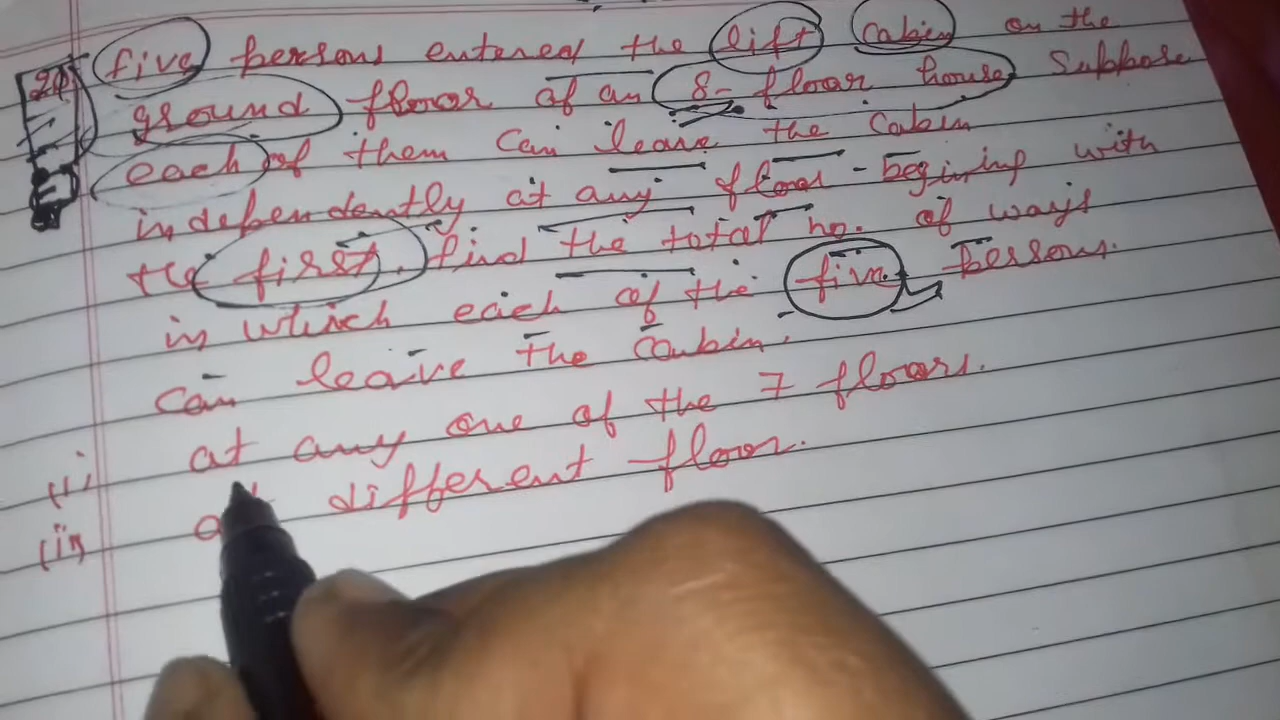 20. five persons entered the lift cabin on the
ground floor of an 8- floor house suppose
each of them can leave the cabin
independently at any floor - begining with
the first. find the total no. of ways
in which each of the five persons.
can leave the cabin.
(i) at any one of the 7 floors.
(ii) at different floor.